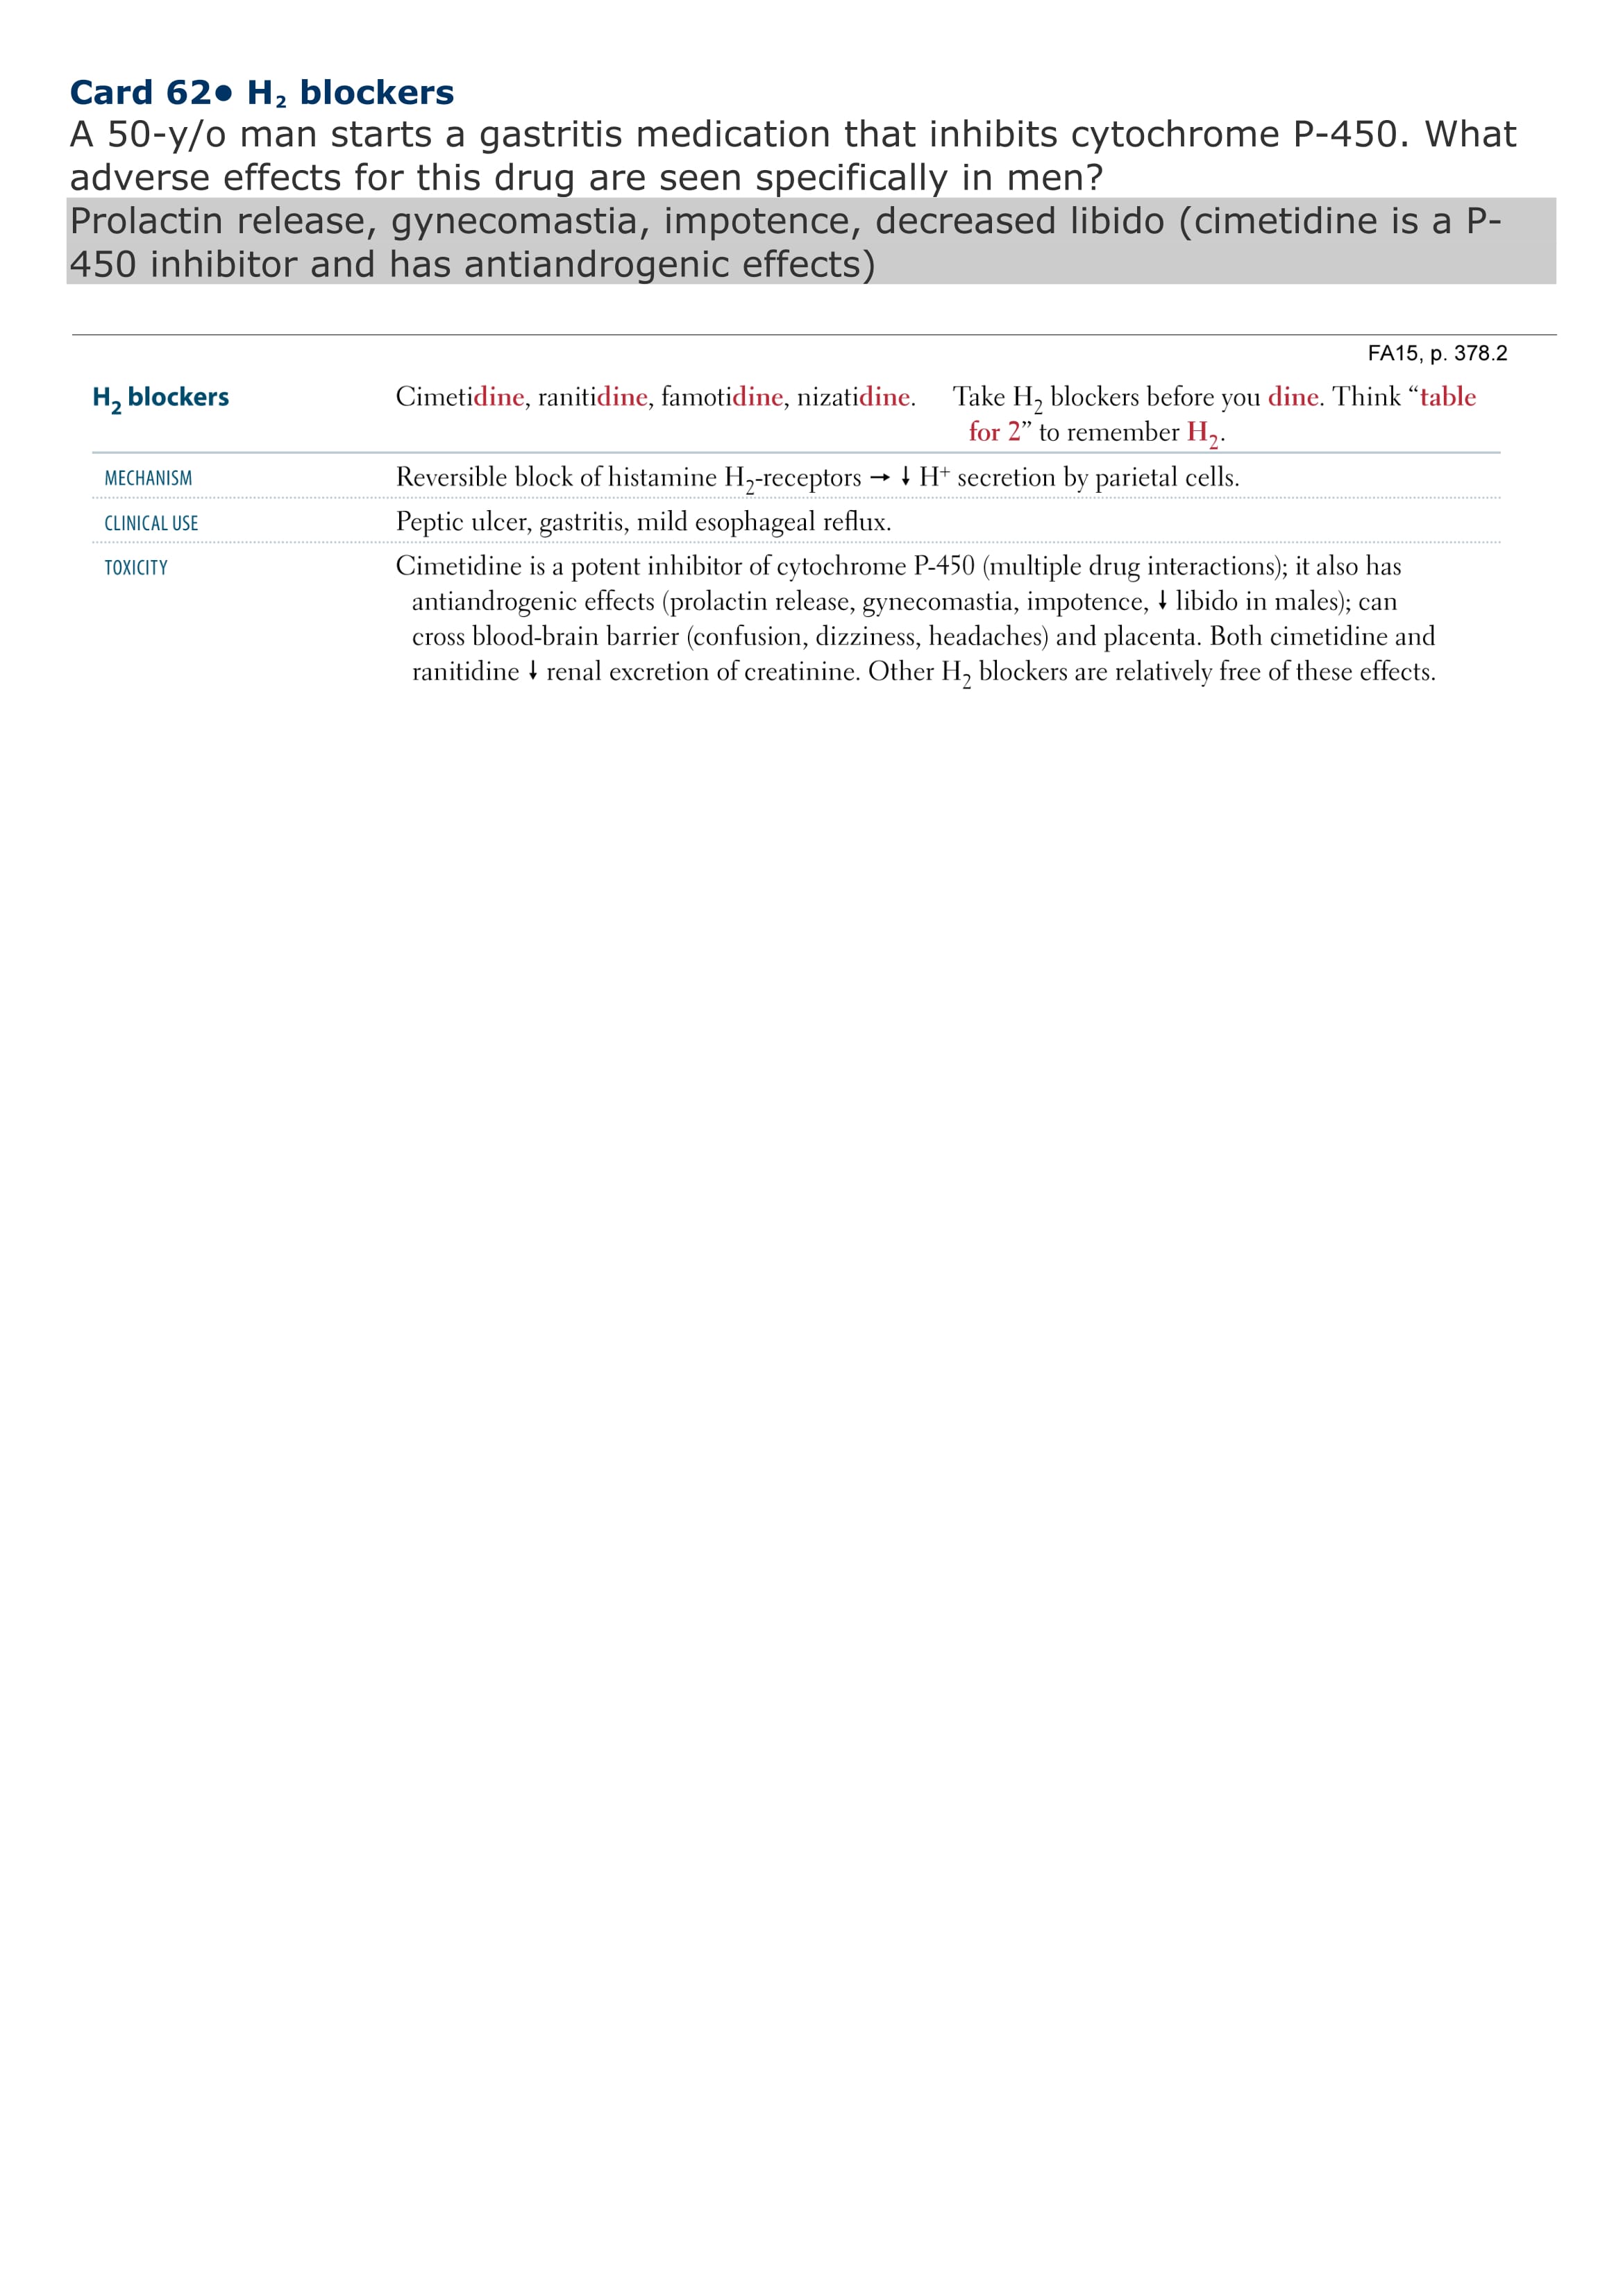 Card 62● H₂ blockers
A 50-y/o man starts a gastritis medication that inhibits cytochrome P-450. What
adverse effects for this drug are seen specifically in men?
Prolactin release, gynecomastia, impotence, decreased libido (cimetidine is a P-
450 inhibitor and has antiandrogenic effects)
FA15, p. 378.2
H₂ blockers
Cimetidine, ranitidine, famotidine, nizatidine.
Take H₂ blockers before you dine. Think “table
for 2” to remember H₂.
MECHANISM
Reversible block of histamine H₂-receptors → ↓ H⁺ secretion by parietal cells.
CLINICAL USE
Peptic ulcer, gastritis, mild esophageal reflux.
TOXICITY
Cimetidine is a potent inhibitor of cytochrome P-450 (multiple drug interactions); it also has
antiandrogenic effects (prolactin release, gynecomastia, impotence, ↓ libido in males); can
cross blood-brain barrier (confusion, dizziness, headaches) and placenta. Both cimetidine and
ranitidine ↓ renal excretion of creatinine. Other H₂ blockers are relatively free of these effects.